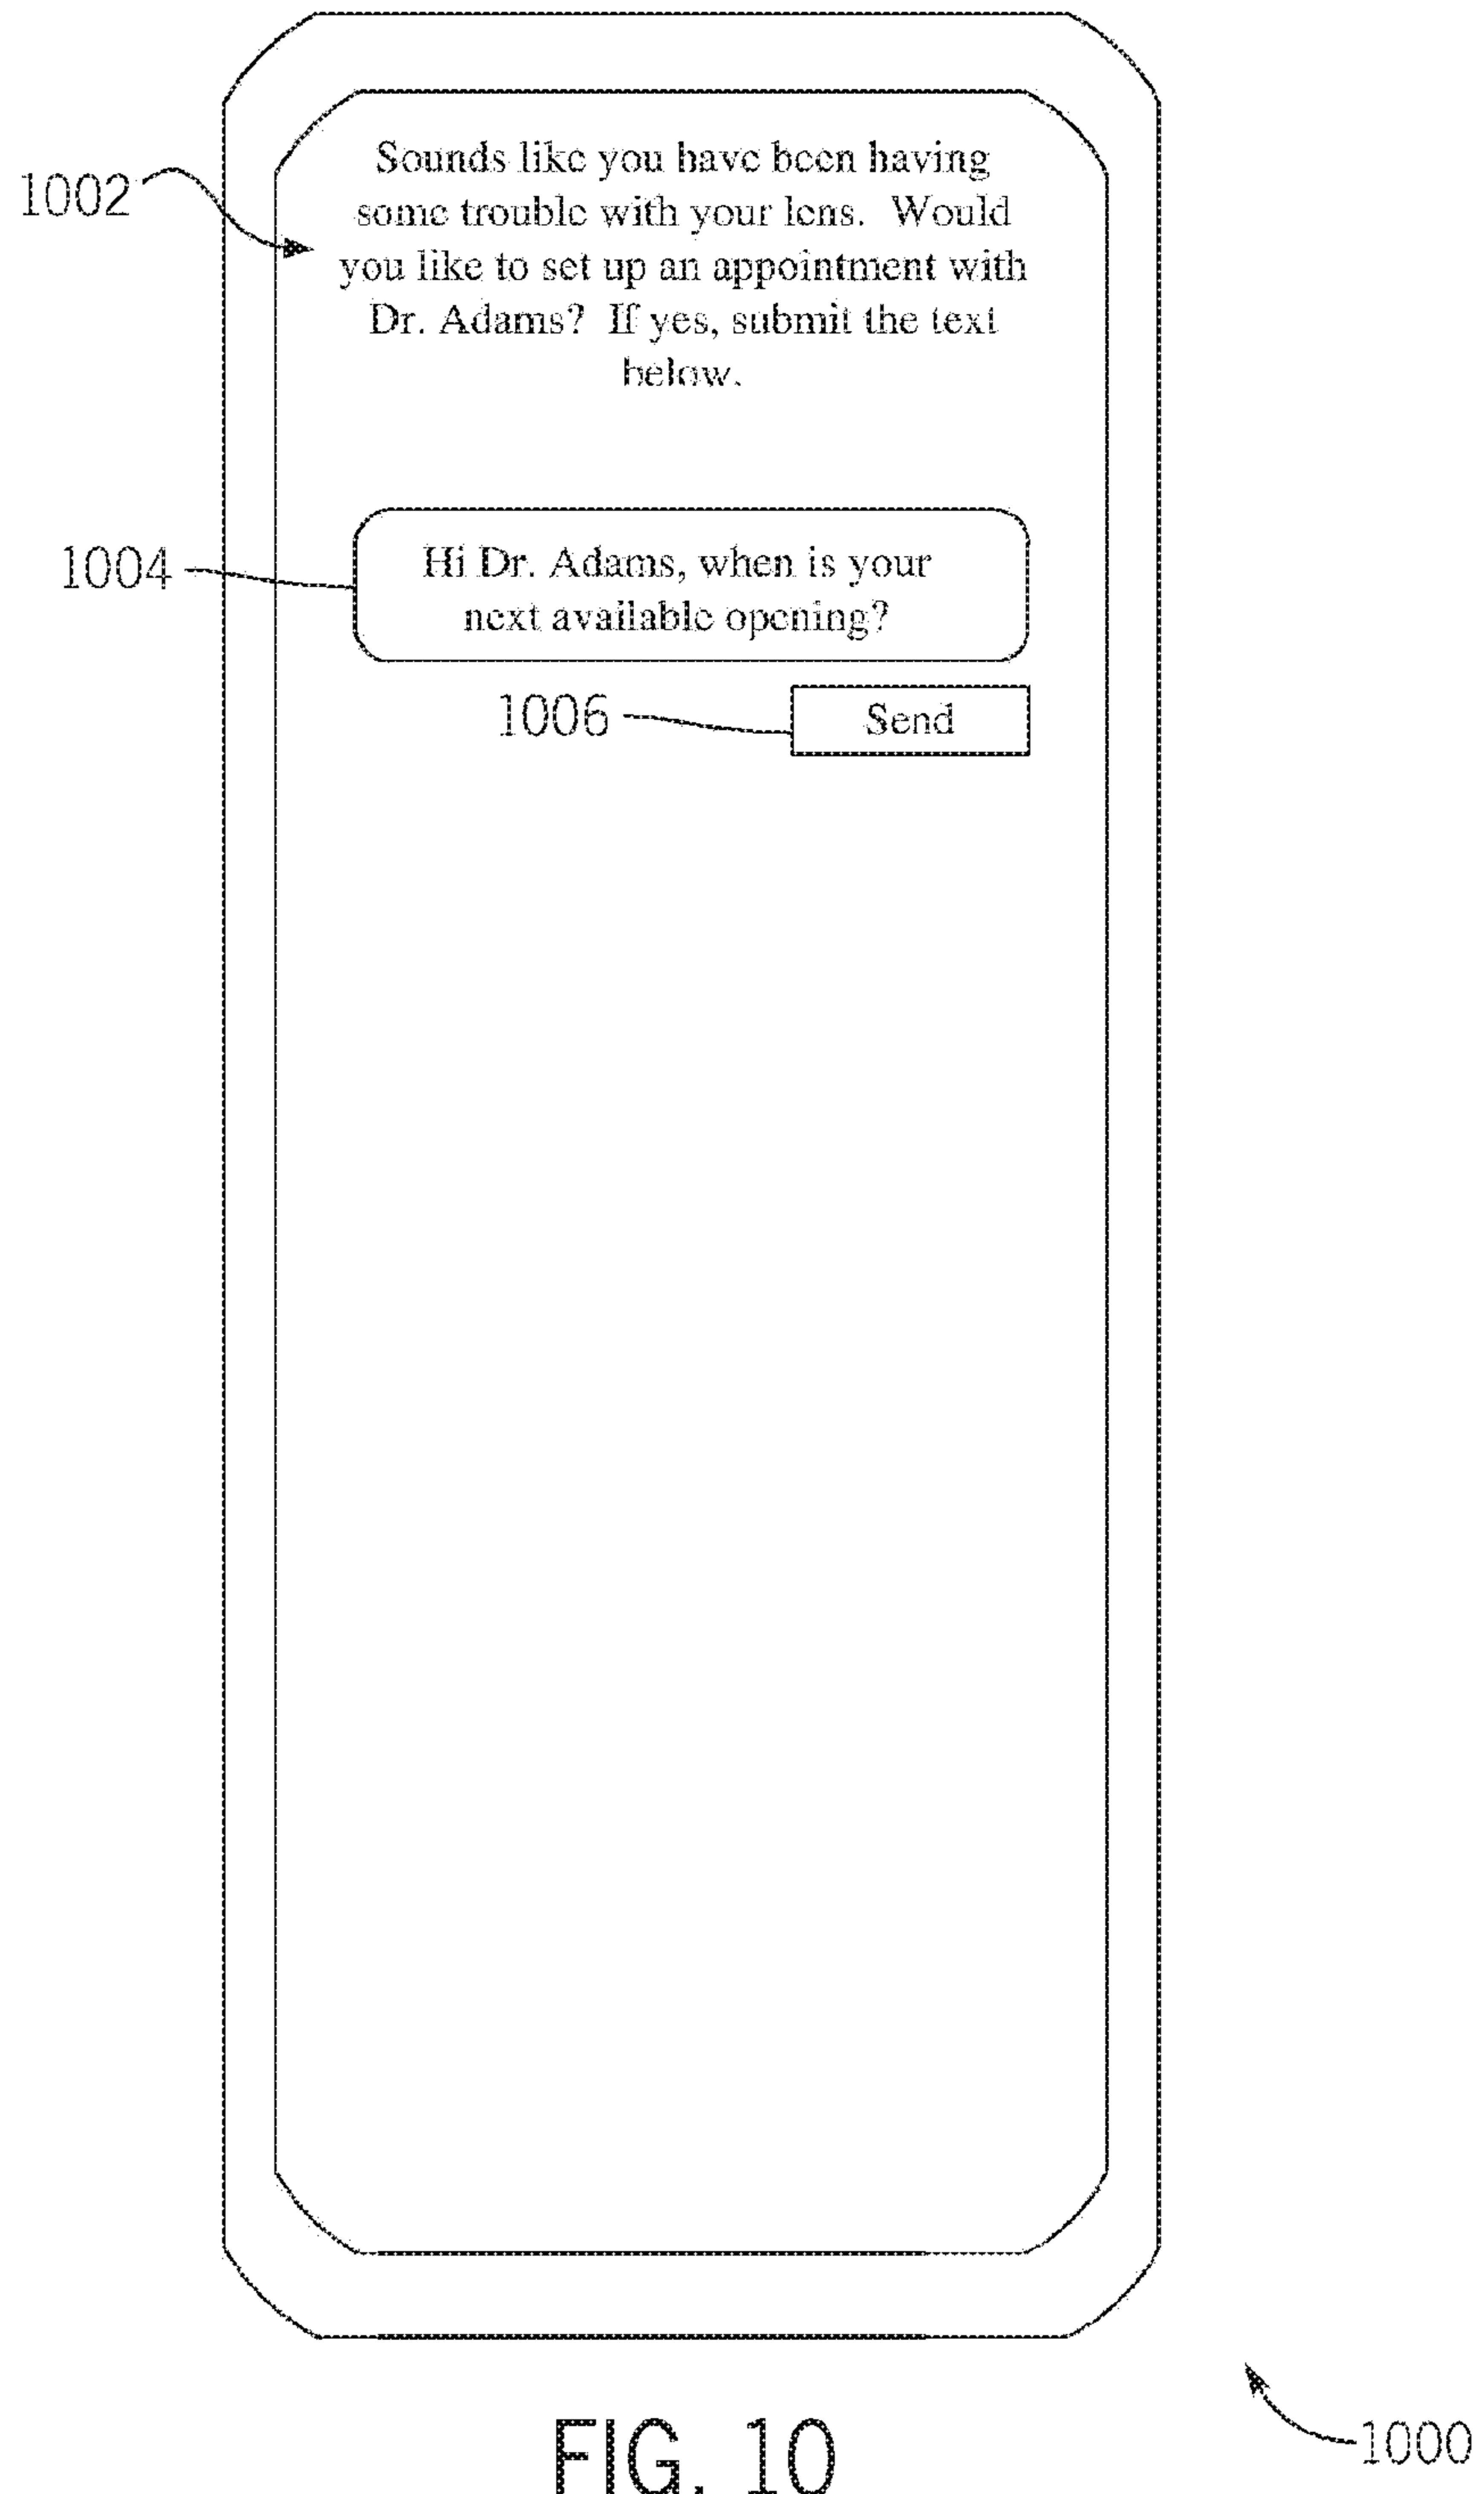 Sounds like you have been having
1002
some trouble with your lens. Would
you like to set up an appointment with
Dr. Adams? If yes, submit the text
below.
1004
Hi Dr. Adams, when is your
next available opening?
1006
Send
1000
FIG. 10